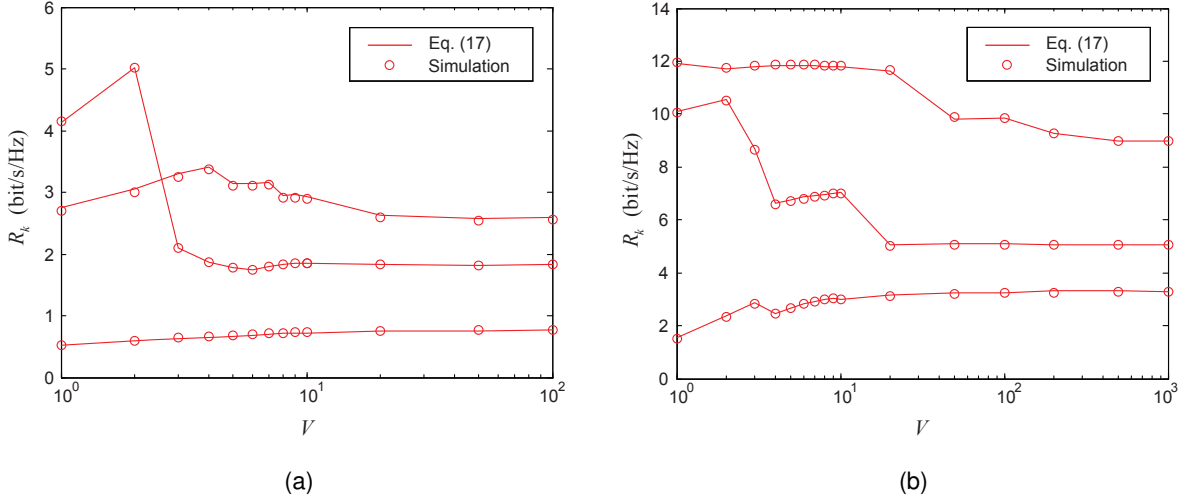 6
5
4
3
2
1
0
R_k (bit/s/Hz)
Eq. (17)
Simulation
10^0
10^1
10^2
V
(a)
14
12
10
8
6
4
2
0
R_k (bit/s/Hz)
Eq. (17)
Simulation
10^0
10^1
10^2
10^3
V
(b)